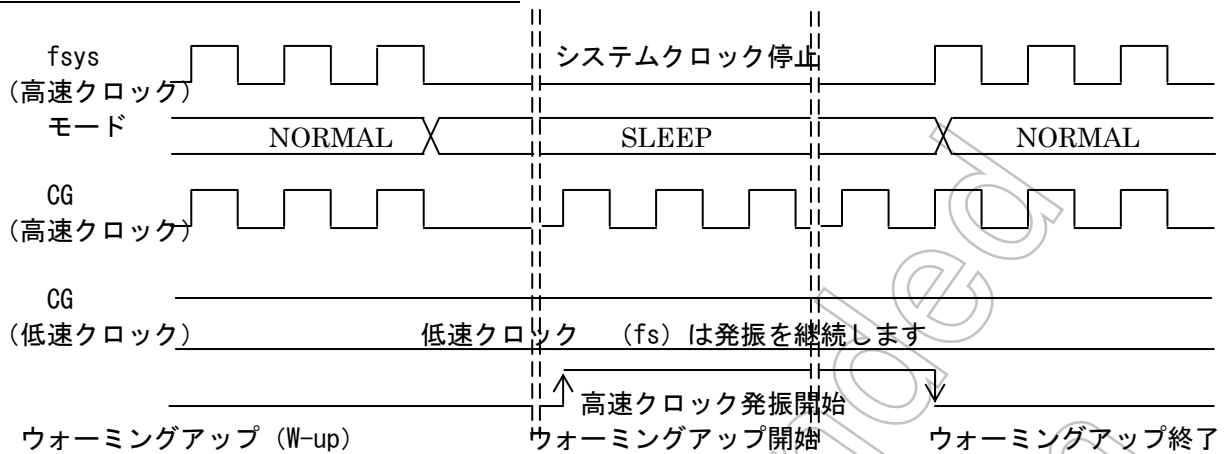 fsys
システムクロック停止
（高速クロック）
モード
NORMAL
SLEEP
NORMAL
CG
（高速クロック）
CG
（低速クロック）
低速クロック （fs）は発振を継続します
高速クロック発振開始
ウォーミングアップ（W-up）
ウォーミングアップ開始
ウォーミングアップ終了